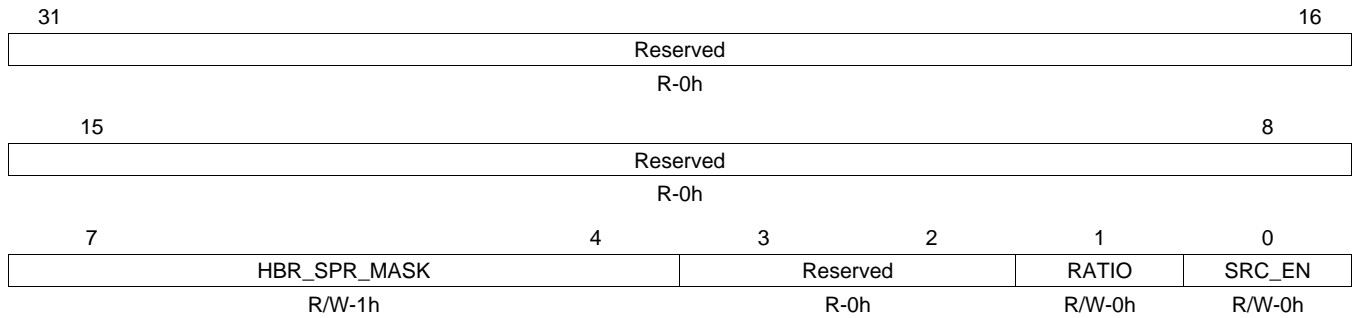 31 16
Reserved
R-0h
15 8
Reserved
R-0h
7 4 3 2 1 0
HBR_SPR_MASK Reserved RATIO SRC_EN
R/W-1h R-0h R/W-0h R/W-0h